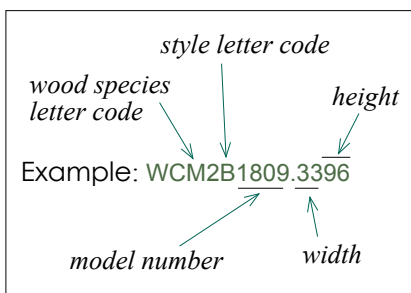 style letter code
wood species
letter code
height
Example: WCM2B1809.3396
model number
width